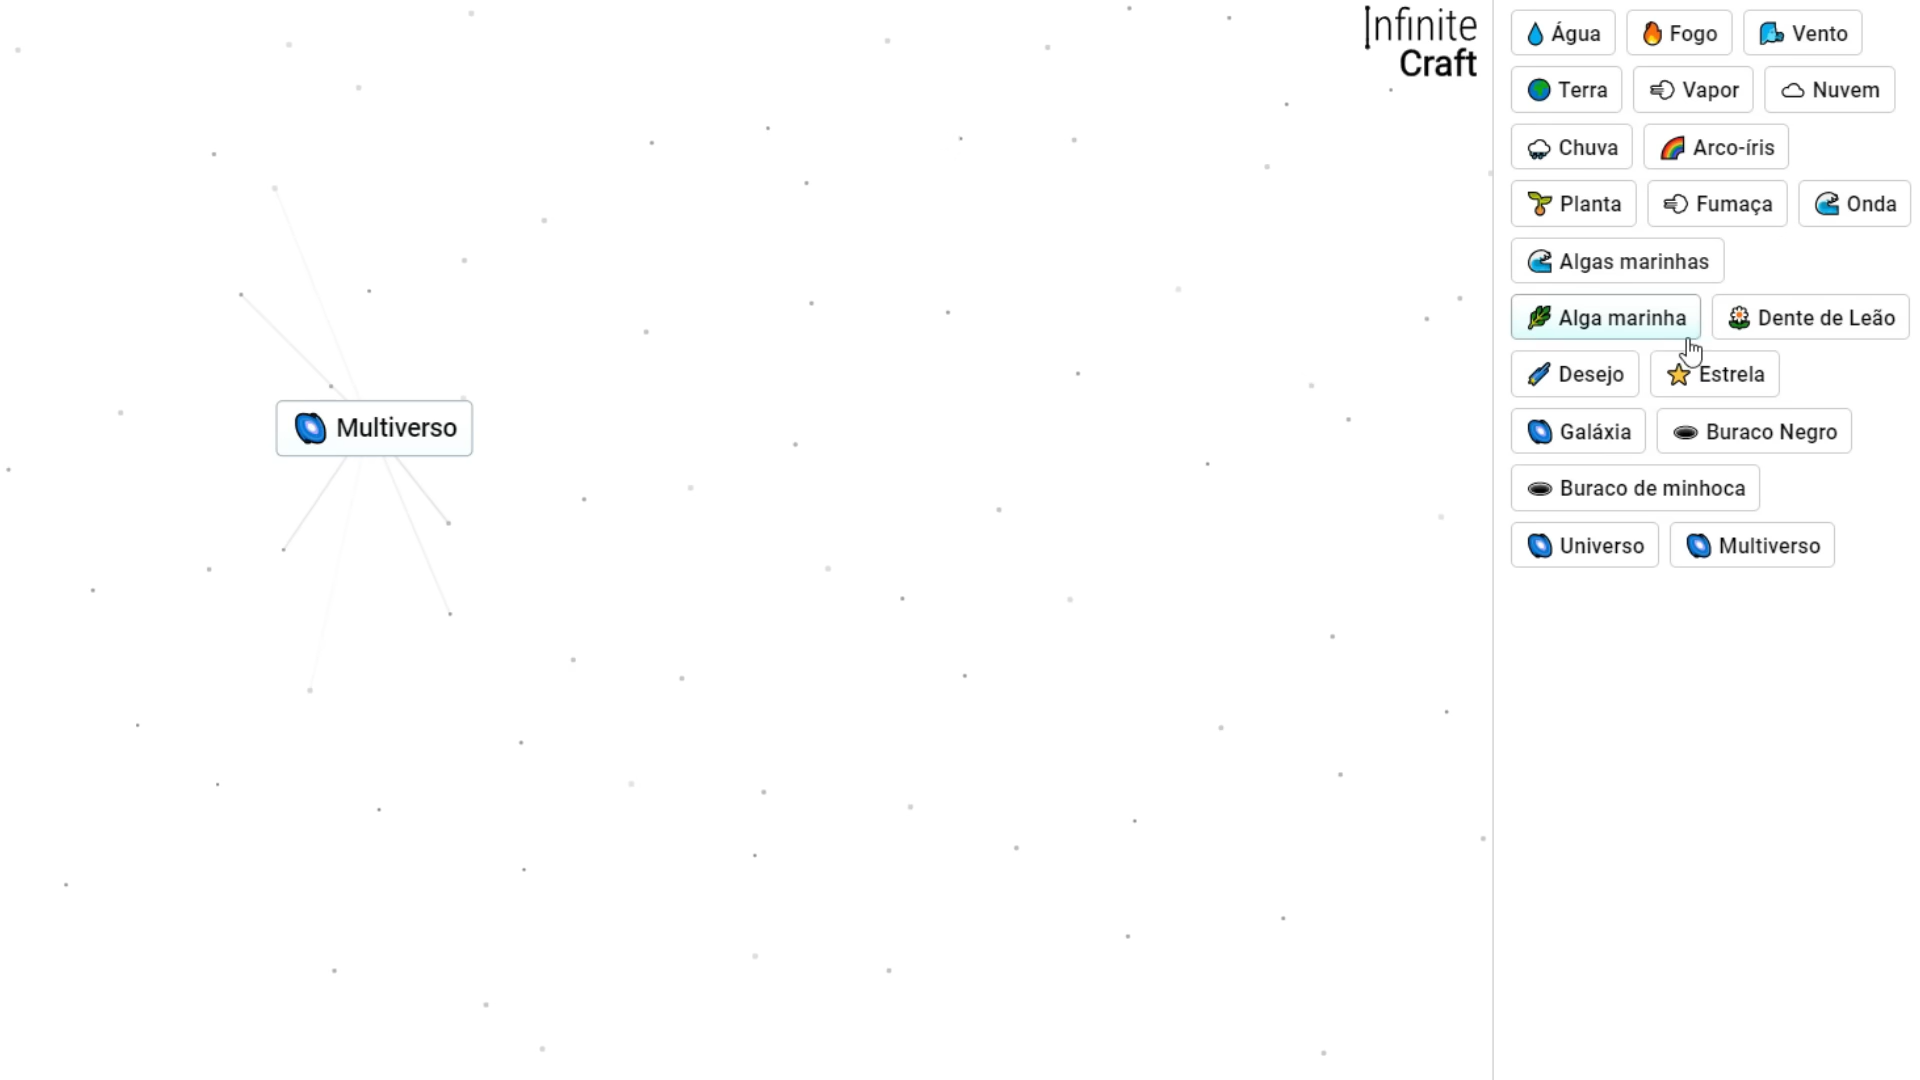 Infinite
Craft
Multiverso
Água Fogo Vento
Terra Vapor Nuvem
Chuva Arco-íris
Planta Fumaça Onda
Algas marinhas
Alga marinha Dente de Leão
Desejo Estrela
Galáxia Buraco Negro
Buraco de minhoca
Universo Multiverso